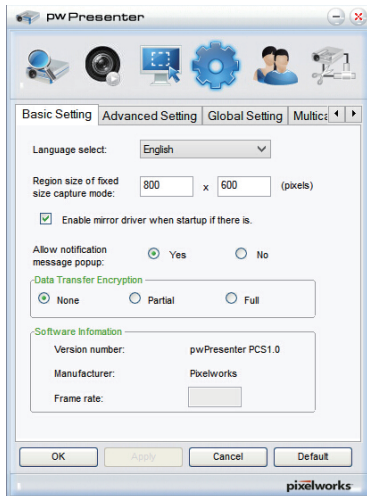 pwPresenter
Basic Setting Advanced Setting Global Setting Multica
Language select: English
Region size of fixed size capture mode: 800 x 600 (pixels)
Enable mirror driver when startup if there is.
Allow notification message popup: Yes No
Data Transfer Encryption
None Partial Full
Software Infomation
Version number: pwPresenter PCS1.0
Manufacturer: Pixelworks
Frame rate:
OK Apply Cancel Default
pixelworks